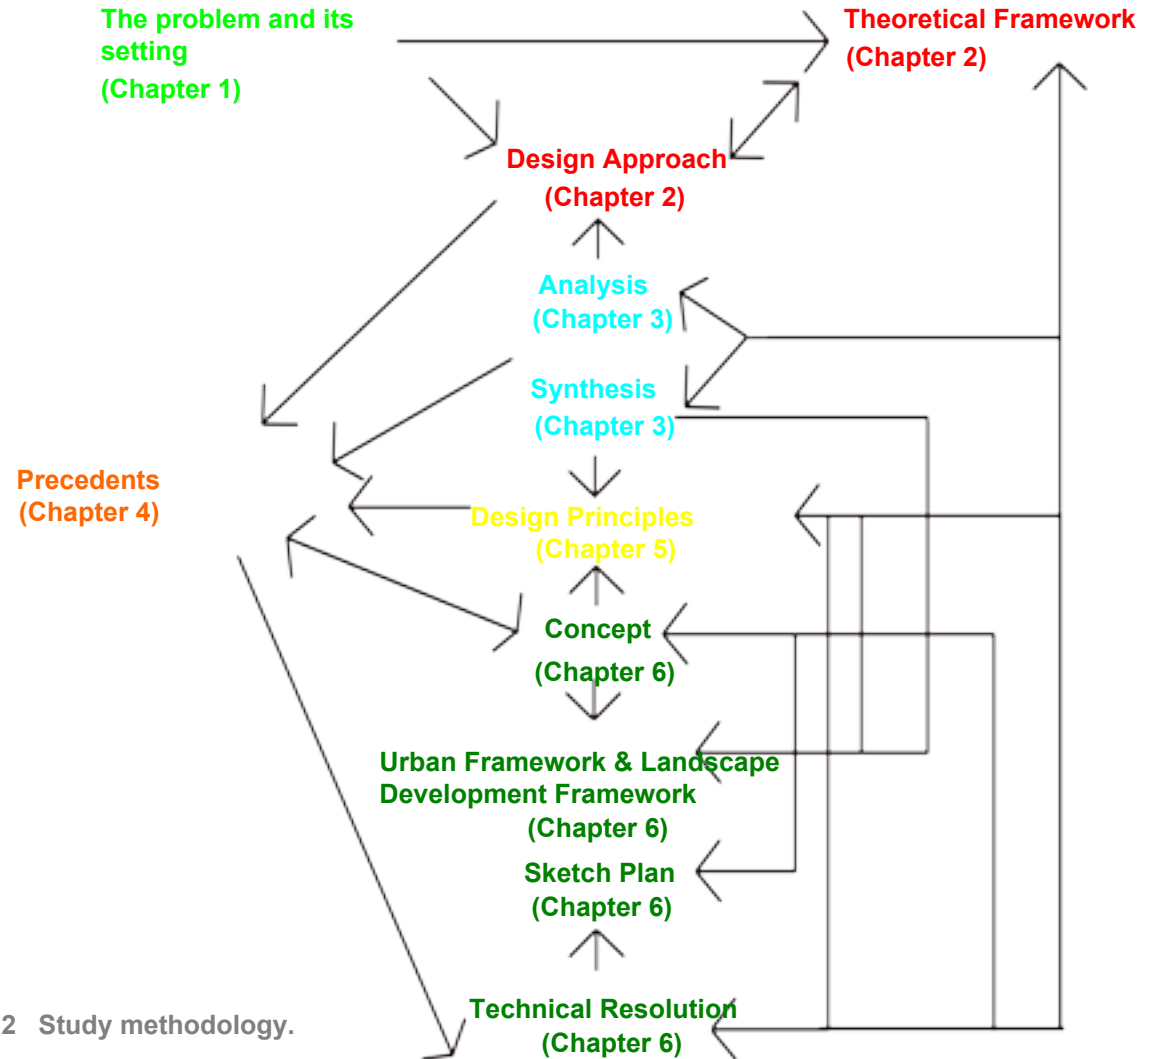 The problem and its
setting
(Chapter 1)
Theoretical Framework
(Chapter 2)
Design Approach
(Chapter 2)
Analysis
(Chapter 3)
Synthesis
(Chapter 3)
Precedents
(Chapter 4)
Design Principles
(Chapter 5)
Concept
(Chapter 6)
Urban Framework & Landscape
Development Framework
(Chapter 6)
Sketch Plan
(Chapter 6)
Technical Resolution
(Chapter 6)
2 Study methodology.